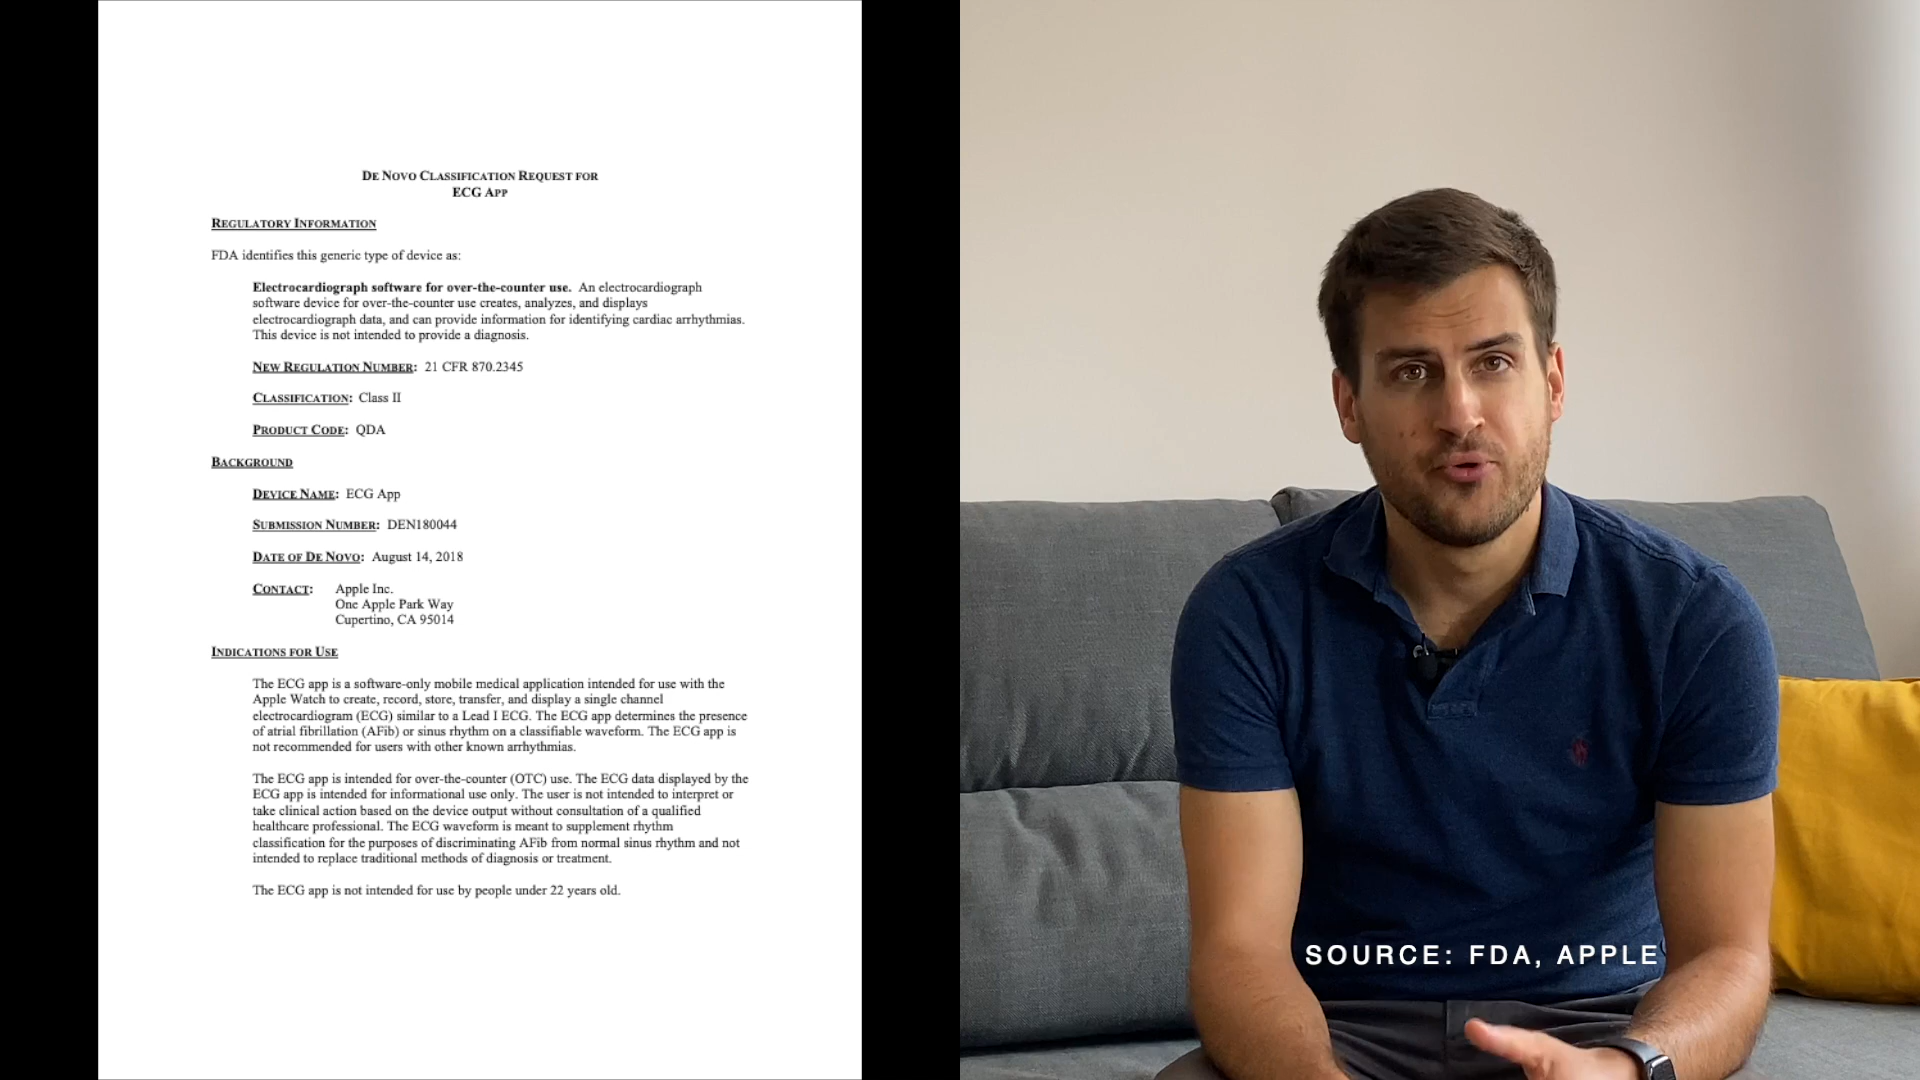 DE NOVO CLASSIFICATION REQUEST FOR
ECG APP
REGULATORY INFORMATION
FDA identifies this generic type of device as:
Electrocardiograph software for over-the-counter use. An electrocardiograph
software device for over-the-counter use creates, analyzes, and displays
electrocardiograph data, and can provide information for identifying cardiac arrhythmias.
This device is not intended to provide a diagnosis.
NEW REGULATION NUMBER: 21 CFR 870.2345
CLASSIFICATION: Class II
PRODUCT CODE: QDA
BACKGROUND
DEVICE NAME: ECG App
SUBMISSION NUMBER: DEN180044
DATE OF DE NOVO: August 14, 2018
CONTACT: Apple Inc.
One Apple Park Way
Cupertino, CA 95014
INDICATIONS FOR USE
The ECG app is a software-only mobile medical application intended for use with the
Apple Watch to create, record, store, transfer, and display a single channel
electrocardiogram (ECG) similar to a Lead I ECG. The ECG app determines the presence
of atrial fibrillation (AFib) or sinus rhythm on a classifiable waveform. The ECG app is
not recommended for users with other known arrhythmias.
The ECG app is intended for over-the-counter (OTC) use. The ECG data displayed by the
ECG app is intended for informational use only. The user is not intended to interpret or
take clinical action based on the device output without consultation of a qualified
healthcare professional. The ECG waveform is meant to supplement rhythm
classification for the purposes of discriminating AFib from normal sinus rhythm and not
intended to replace traditional methods of diagnosis or treatment.
The ECG app is not intended for use by people under 22 years old.
SOURCE: FDA, APPLE